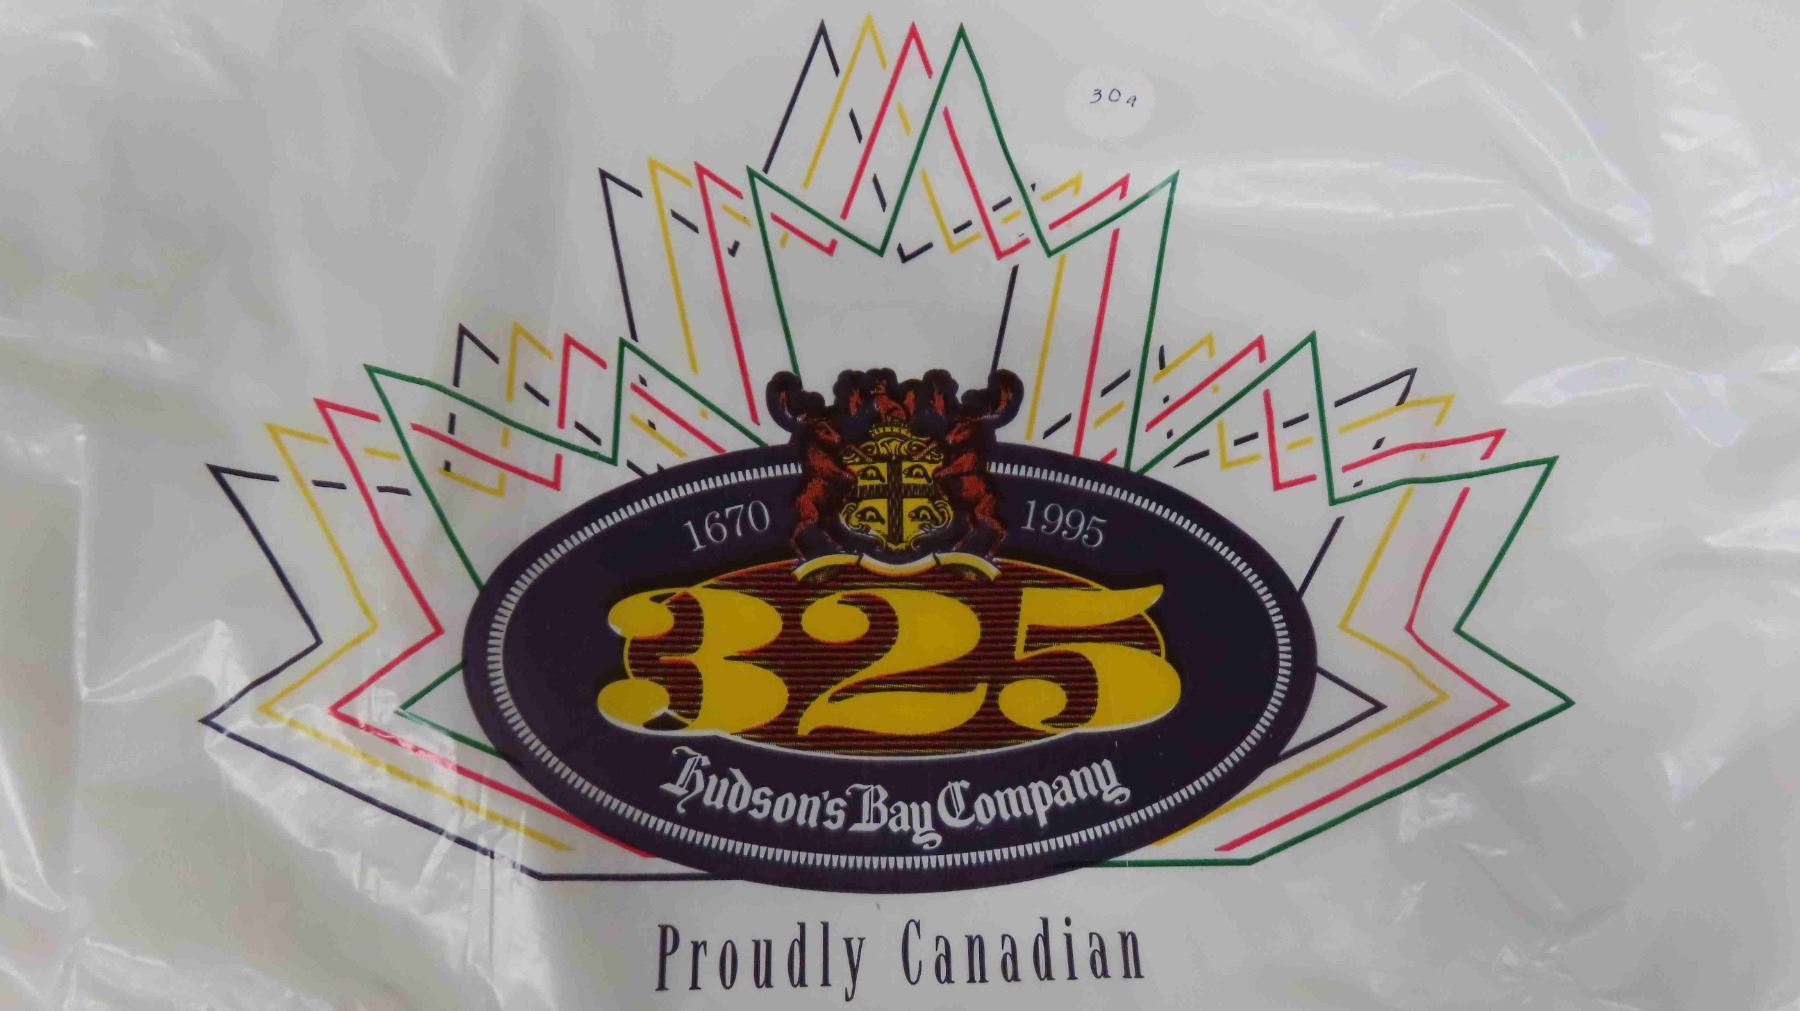 30a
1670 1995
325
Hudson's Bay Company
Proudly Canadian